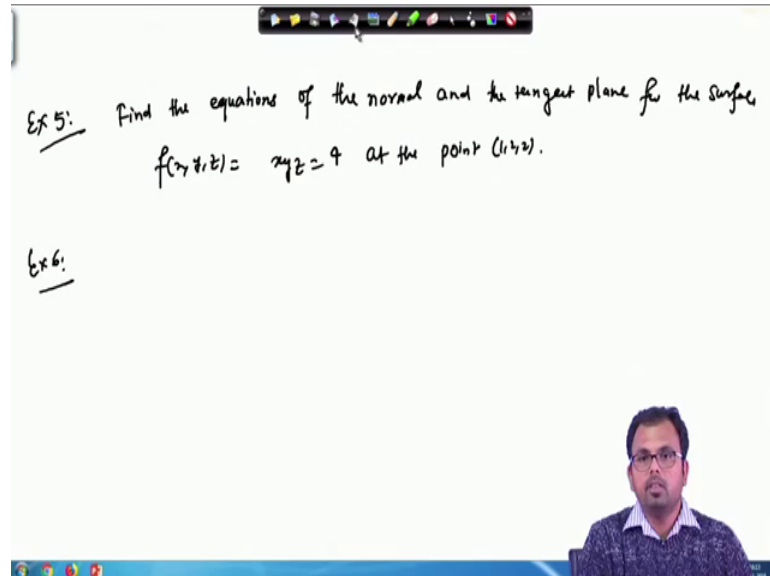 Ex 5: Find the equations of the normal and the tangent plane for the surface
f(x, y, z) = xyz = 4 at the point (1, 2, 2).
Ex 6: